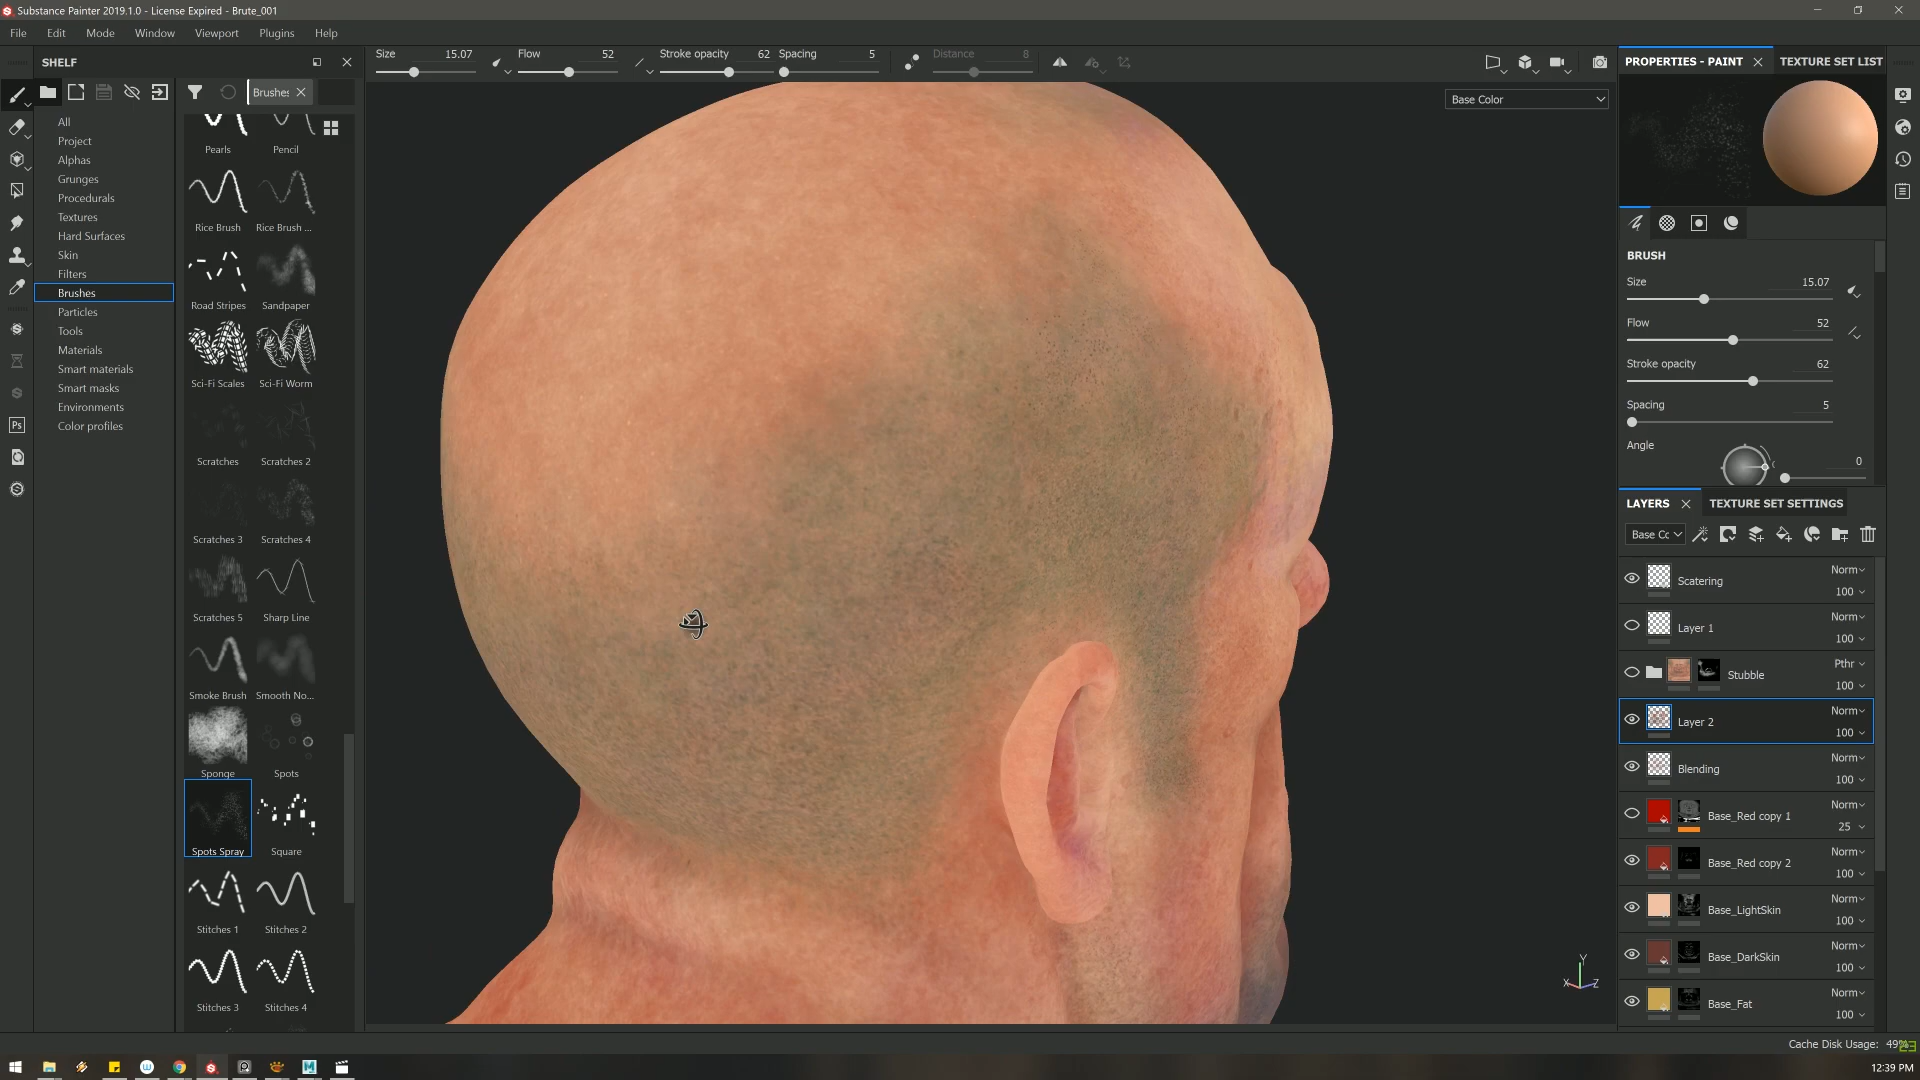 Substance Painter 2019.1.0 - License Expired - Brute_001
File Edit Mode Window Viewport Plugins Help
SHELF
Size 15.07 Flow 52 Stroke opacity 62 Spacing 5 Distance 8
PROPERTIES - PAINT TEXTURE SET LIST
Brushes
Base Color
All
Project
Alphas
Grunges
Procedurals
Textures
Hard Surfaces
Skin
Filters
Brushes
Particles
Tools
Materials
Smart materials
Smart masks
Environments
Color profiles
Pearls Pencil
Rice Brush Rice Brush ...
Road Stripes Sandpaper
Sci-Fi Scales Sci-Fi Worm
Scratches Scratches 2
Scratches 3 Scratches 4
Scratches 5 Sharp Line
Smoke Brush Smooth No...
Sponge Spots
Spots Spray Square
Stitches 1 Stitches 2
Stitches 3 Stitches 4
Ps
BRUSH
Size 15.07
Flow 52
Stroke opacity 62
Spacing 5
Angle 0
LAYERS TEXTURE SET SETTINGS
Base Cc
Scatering Norm 100
Layer 1 Norm 100
Stubble Pthr 100
Layer 2 Norm 100
Blending Norm 100
Base_Red copy 1 Norm 25
Base_Red copy 2 Norm 100
Base_LightSkin Norm 100
Base_DarkSkin Norm 100
Base_Fat Norm 100
Y
X Z
Cache Disk Usage: 49%
12:39 PM